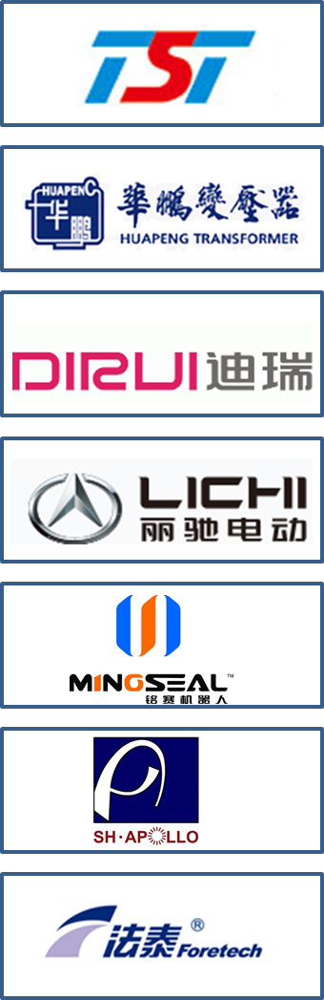 TST
HUAPENG
华
鹏
華鵬變壓器
HUAPENG TRANSFORMER
DIRUI迪瑞
LICHI
丽驰电动
MINGSEAL™
铭赛机器人
SH·APOLLO
法泰®Foretech